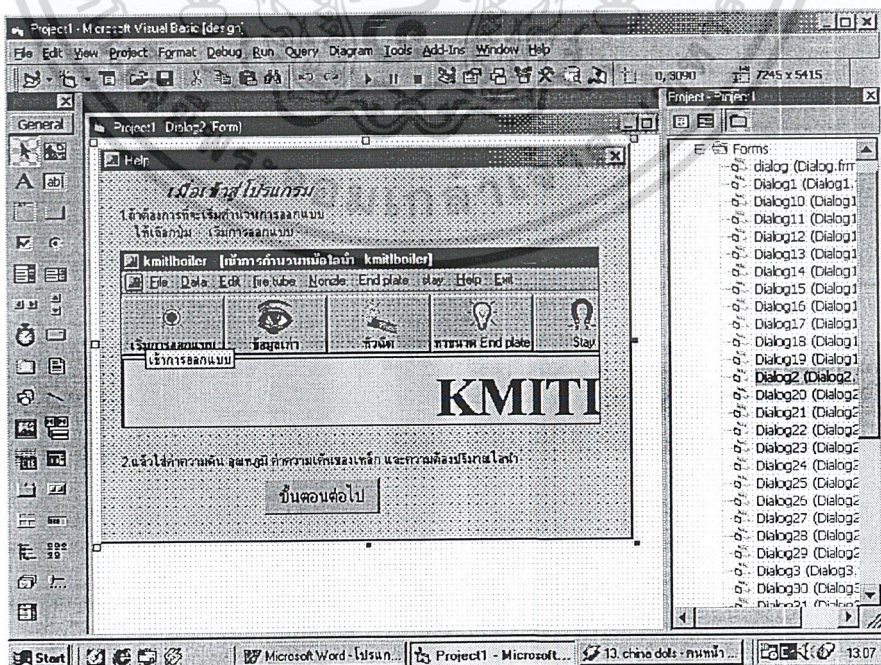 Project1 - Microsoft Visual Basic [design]
File Edit View Project Format Debug Run Query Diagram Tools Add-Ins Window Help
0, 3090 7245 x 5415
General
Project1 - Dialog2 (Form)
Project - Project1
Help
เมื่อเข้าสู่โปรแกรม
1.ถ้าต้องการที่จะเริ่มคำนวนการออกแบบ
ให้เลือกปุ่ม - เริ่มการออกแบบ
kmitlboiler - [หน้าการคำนวนหม้อไอน้ำ kmitlboiler]
File Data Edit fire tube Nonzle End plate stay Help Exit
เริ่มการออกแบบ ข้อมูลเก่า หัวฉีด หาขนาด End plate Stay
เข้าการออกแบบ
KMITL
2.แล้วใส่ค่าความดัน อุณหภูมิ ค่าความเค้นของเหล็ก และความต้องปริมาณไอน้ำ
ขั้นตอนต่อไป
Forms
dialog (Dialog.frm
Dialog1 (Dialog1.
Dialog10 (Dialog1
Dialog11 (Dialog1
Dialog12 (Dialog1
Dialog13 (Dialog1
Dialog14 (Dialog1
Dialog15 (Dialog1
Dialog16 (Dialog1
Dialog17 (Dialog1
Dialog18 (Dialog1
Dialog19 (Dialog1
Dialog2 (Dialog2.
Dialog20 (Dialog2
Dialog21 (Dialog2
Dialog22 (Dialog2
Dialog23 (Dialog2
Dialog24 (Dialog2
Dialog25 (Dialog2
Dialog26 (Dialog2
Dialog27 (Dialog2
Dialog28 (Dialog2
Dialog29 (Dialog2
Dialog3 (Dialog3.
Dialog30 (Dialog3
Dialog31 (Dialog3
Start Microsoft Word - โปรแก... Project1 - Microsoft... 13. china dolls - หมวยน... 13:07